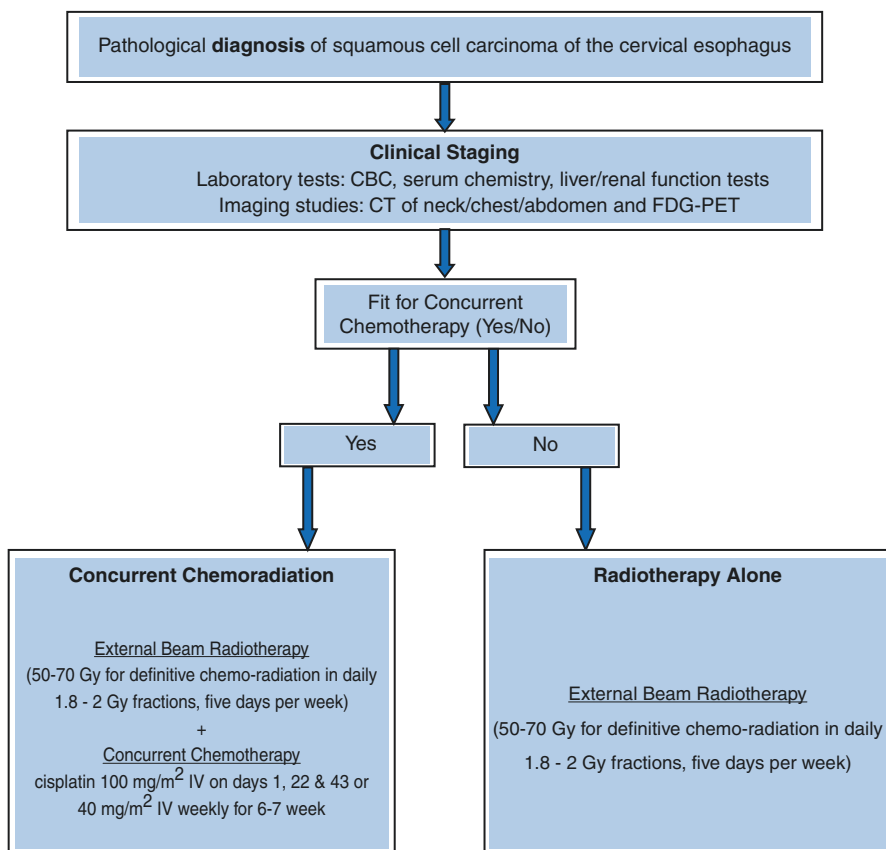 Pathological diagnosis of squamous cell carcinoma of the cervical esophagus
Clinical Staging
Laboratory tests: CBC, serum chemistry, liver/renal function tests
Imaging studies: CT of neck/chest/abdomen and FDG-PET
Fit for Concurrent
Chemotherapy (Yes/No)
Yes
No
Concurrent Chemoradiation
External Beam Radiotherapy
(50-70 Gy for definitive chemo-radiation in daily
1.8 - 2 Gy fractions, five days per week)
+
Concurrent Chemotherapy
cisplatin 100 mg/m² IV on days 1, 22 & 43 or
40 mg/m² IV weekly for 6-7 week
Radiotherapy Alone
External Beam Radiotherapy
(50-70 Gy for definitive chemo-radiation in daily
1.8 - 2 Gy fractions, five days per week)